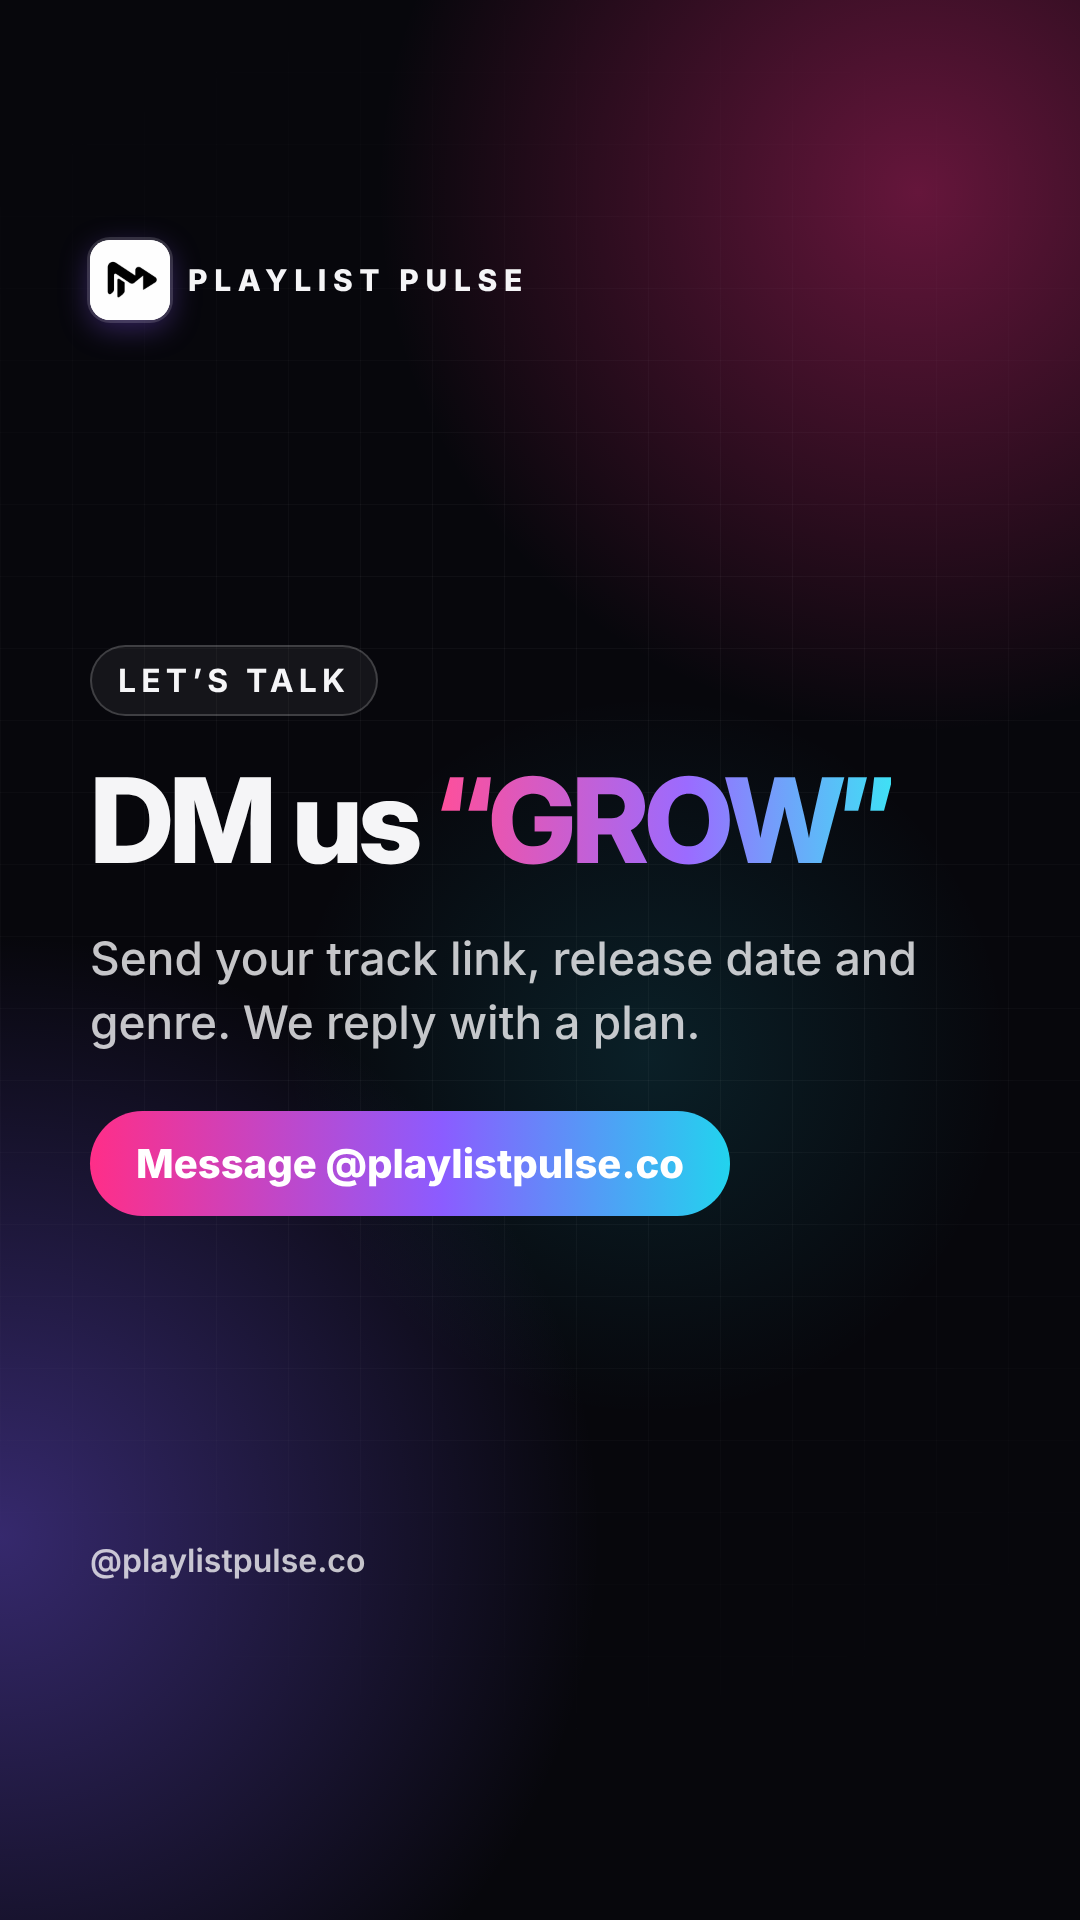 PLAYLIST PULSE
LET’S TALK
DM us “GROW”
Send your track link, release date and
genre. We reply with a plan.
Message @playlistpulse.co
@playlistpulse.co